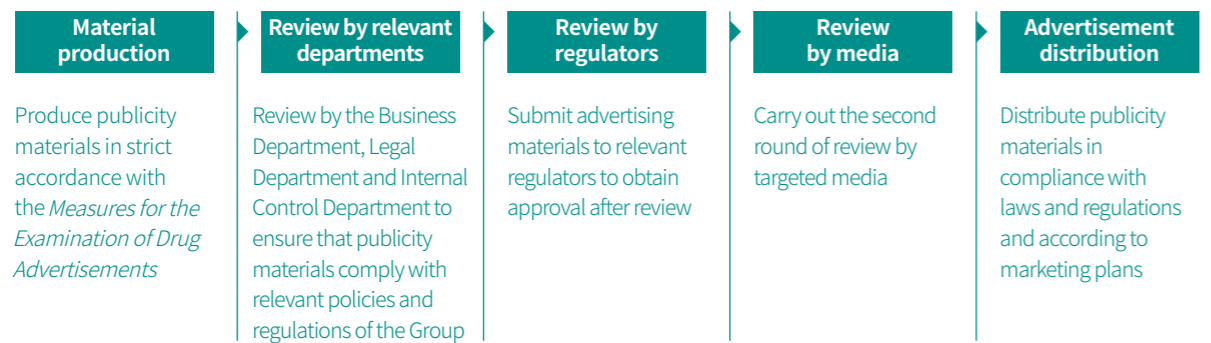 Material
production
Produce publicity
materials in strict
accordance with
the Measures for the
Examination of Drug
Advertisements
Review by relevant
departments
Review by the Business
Department, Legal
Department and Internal
Control Department to
ensure that publicity
materials comply with
relevant policies and
regulations of the Group
Review by
regulators
Submit advertising
materials to relevant
regulators to obtain
approval after review
Review
by media
Carry out the second
round of review by
targeted media
Advertisement
distribution
Distribute publicity
materials in
compliance with
laws and regulations
and according to
marketing plans